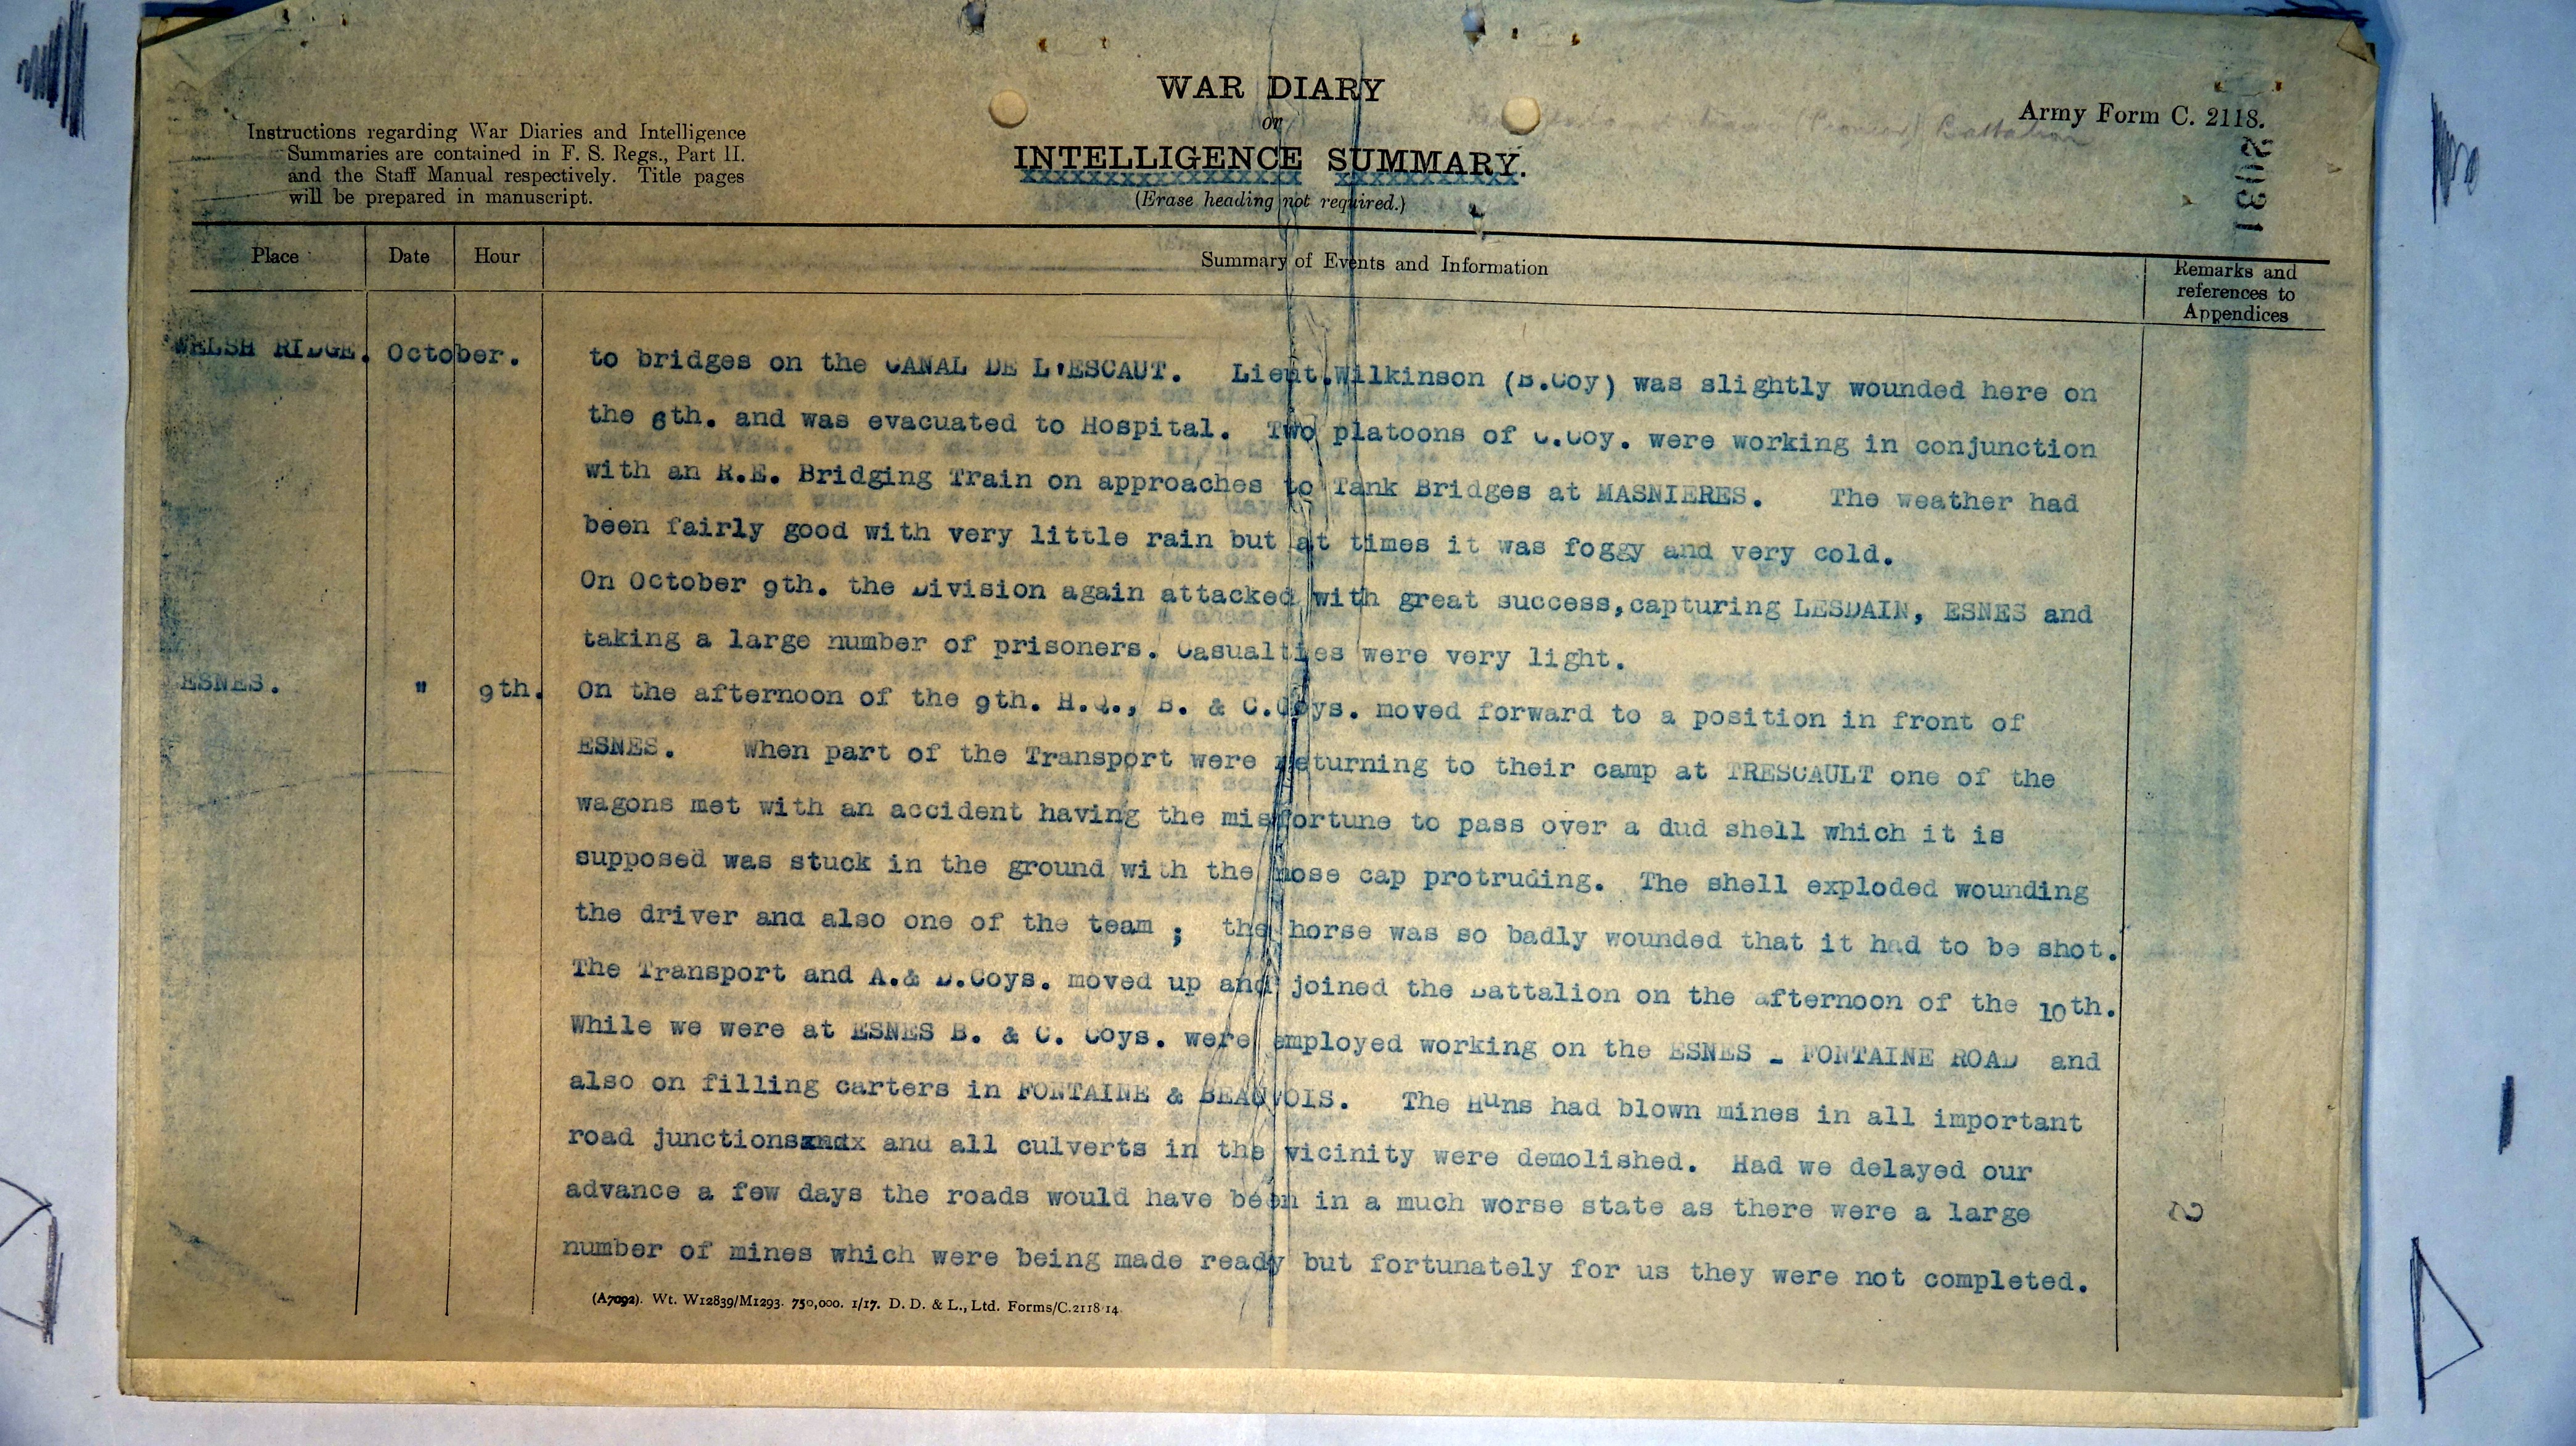 WAR DIARY
or
INTELLIGENCE SUMMARY.
(Erase heading not required.)
Army Form C. 2118.
Instructions regarding War Diaries and Intelligence
Summaries are contained in F. S. Regs., Part II.
and the Staff Manual respectively. Title pages
will be prepared in manuscript.
(Pioneer) Battalion
Place Date Hour Summary of Events and Information Remarks and
references to
Appendices
WELSH RIDGE. October. to bridges on the CANAL DE L'ESCAUT. Lieut.Wilkinson (B.Coy) was slightly wounded here on
the 6th. and was evacuated to Hospital. Two platoons of C.Coy. were working in conjunction
with an R.E. Bridging Train on approaches to Tank Bridges at MASNIERES. The weather had
been fairly good with very little rain but at times it was foggy and very cold.
On October 9th. the Division again attacked with great success,capturing LESDAIN, ESNES and
taking a large number of prisoners. Casualties were very light.
ESNES. " 9th. On the afternoon of the 9th. H.Q., B. & C.Coys. moved forward to a position in front of
ESNES. When part of the Transport were returning to their camp at TRESCAULT one of the
wagons met with an accident having the misfortune to pass over a dud shell which it is
supposed was stuck in the ground with the nose cap protruding. The shell exploded wounding
the driver and also one of the team ; the horse was so badly wounded that it had to be shot.
The Transport and A.& D.Coys. moved up and joined the Battalion on the afternoon of the 10th.
While we were at ESNES B. & C. Coys. were employed working on the ESNES - FONTAINE ROAD and
also on filling carters in FONTAINE & BEAUVOIS. The Huns had blown mines in all important
road junctions and all culverts in the vicinity were demolished. Had we delayed our
advance a few days the roads would have been in a much worse state as there were a large
number of mines which were being made ready but fortunately for us they were not completed.
(A7092). Wt. W12839/M1293. 750,000. 1/17. D. D. & L., Ltd. Forms/C.2118/14